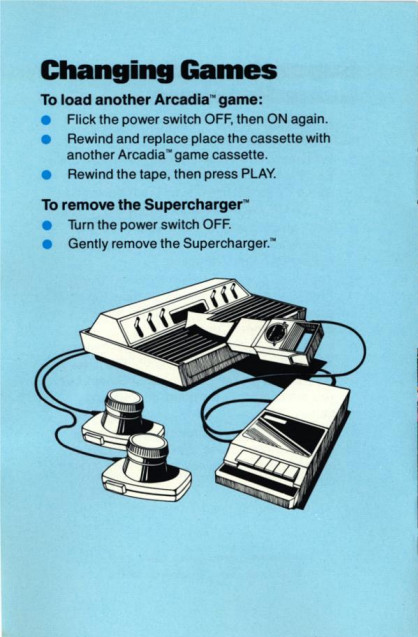 Changing Games
To load another Arcadia™ game:
● Flick the power switch OFF, then ON again.
● Rewind and replace place the cassette with
another Arcadia™ game cassette.
● Rewind the tape, then press PLAY.
To remove the Supercharger™
● Turn the power switch OFF.
● Gently remove the Supercharger.™